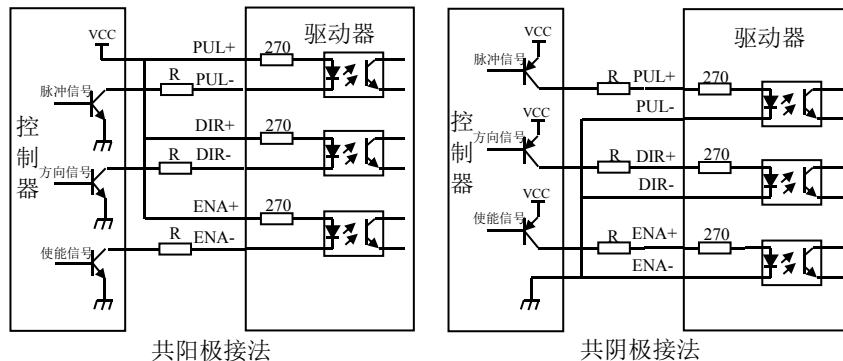 VCC
PUL+
270
驱动器
脉冲信号
R
PUL-
控制器
DIR+
270
方向信号
R
DIR-
ENA+
270
使能信号
R
ENA-
共阳极接法
VCC
驱动器
脉冲信号
R
PUL+
270
PUL-
控制器
VCC
方向信号
R
DIR+
270
DIR-
VCC
使能信号
R
ENA+
270
ENA-
共阴极接法